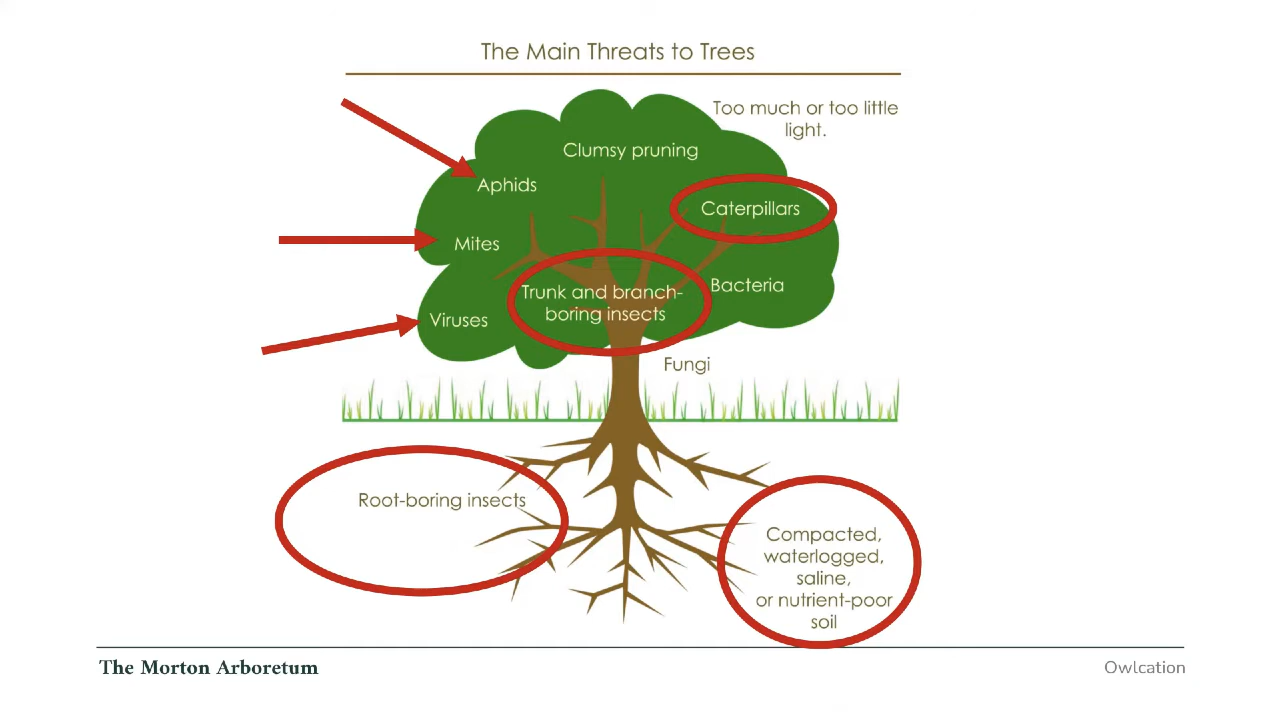 The Main Threats to Trees
Too much or too little
light.
Clumsy pruning
Aphids
Caterpillars
Mites
Bacteria
Trunk and branch-
boring insects
Viruses
Fungi
Root-boring insects
Compacted,
waterlogged,
saline,
or nutrient-poor
soil
The Morton Arboretum
Owlcation